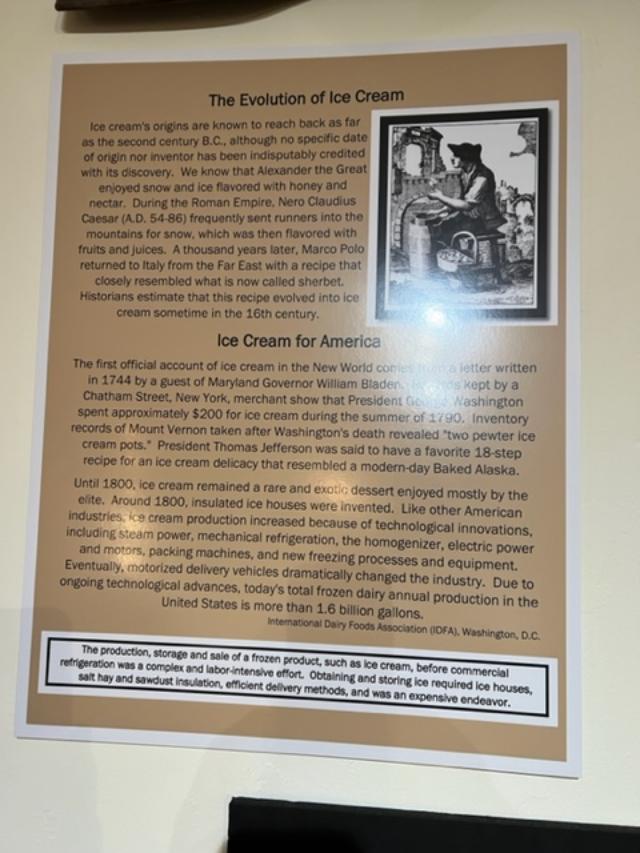 The Evolution of Ice Cream
Ice cream's origins are known to reach back as far
as the second century B.C., although no specific date
of origin nor inventor has been indisputably credited
with its discovery. We know that Alexander the Great
enjoyed snow and ice flavored with honey and
nectar. During the Roman Empire, Nero Claudius
Caesar (A.D. 54-86) frequently sent runners into the
mountains for snow, which was then flavored with
fruits and juices. A thousand years later, Marco Polo
returned to Italy from the Far East with a recipe that
closely resembled what is now called sherbet.
Historians estimate that this recipe evolved into ice
cream sometime in the 16th century.
Ice Cream for America
The first official account of ice cream in the New World comes from a letter written
in 1744 by a guest of Maryland Governor William Bladen. Records kept by a
Chatham Street, New York, merchant show that President George Washington
spent approximately $200 for ice cream during the summer of 1790. Inventory
records of Mount Vernon taken after Washington's death revealed "two pewter ice
cream pots." President Thomas Jefferson was said to have a favorite 18-step
recipe for an ice cream delicacy that resembled a modern-day Baked Alaska.
Until 1800, ice cream remained a rare and exotic dessert enjoyed mostly by the
elite. Around 1800, insulated ice houses were invented. Like other American
industries, ice cream production increased because of technological innovations,
including steam power, mechanical refrigeration, the homogenizer, electric power
and motors, packing machines, and new freezing processes and equipment.
Eventually, motorized delivery vehicles dramatically changed the industry. Due to
ongoing technological advances, today's total frozen dairy annual production in the
United States is more than 1.6 billion gallons.
International Dairy Foods Association (IDFA), Washington, D.C.
The production, storage and sale of a frozen product, such as ice cream, before commercial
refrigeration was a complex and labor-intensive effort. Obtaining and storing ice required ice houses,
salt hay and sawdust insulation, efficient delivery methods, and was an expensive endeavor.